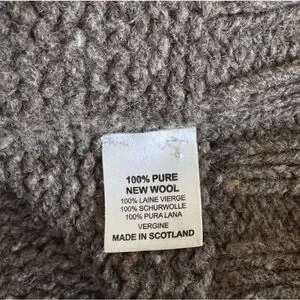 100% PURE
NEW WOOL
100% LAINE VIERGE
100% SCHURWOLLE
100% PURA LANA
VERGINE
MADE IN SCOTLAND